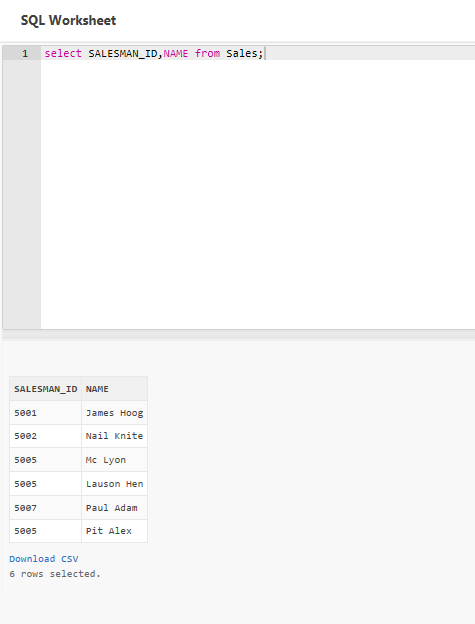 SQL Worksheet
1 select SALESMAN_ID,NAME from Sales;
SALESMAN_ID NAME
5001 James Hoog
5002 Nail Knite
5005 Mc Lyon
5005 Lauson Hen
5007 Paul Adam
5005 Pit Alex
Download CSV
6 rows selected.